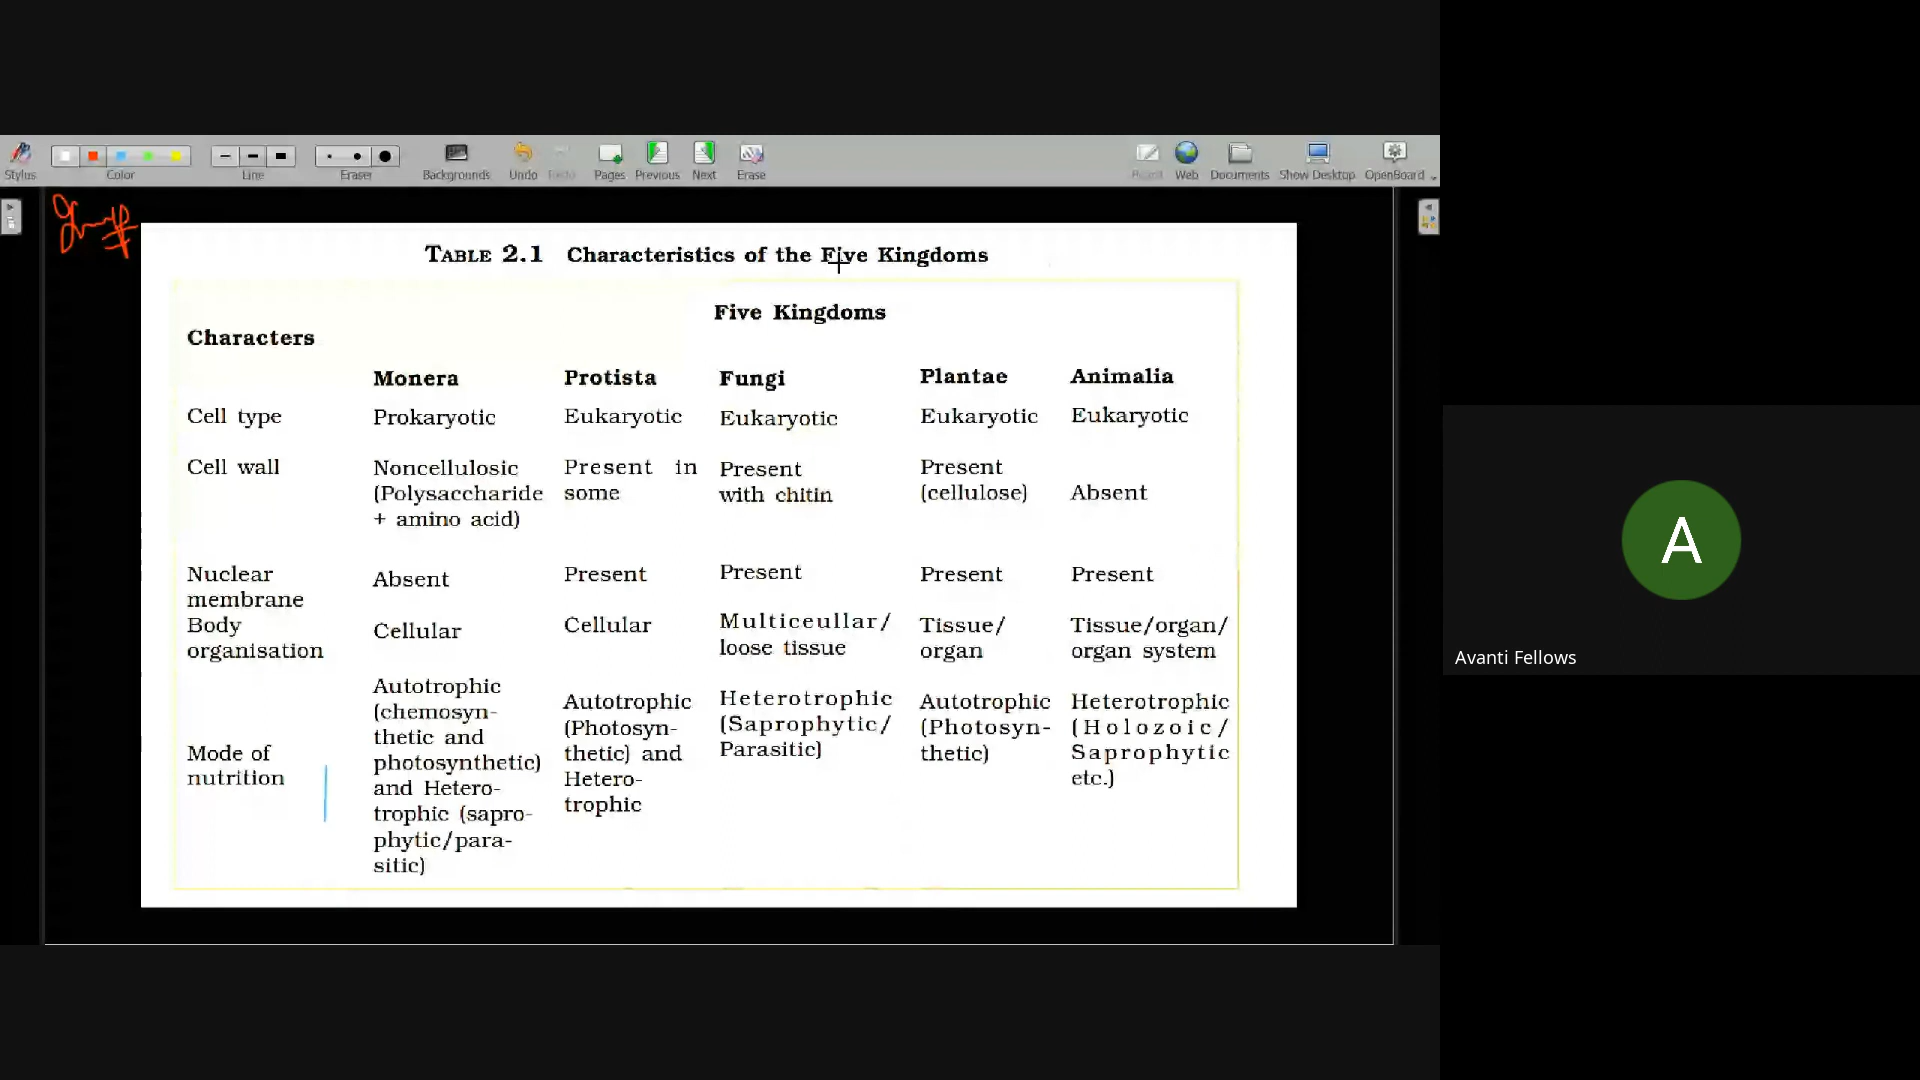 Stylus
Color
Line
Eraser
Backgrounds
Undo
Redo
Pages
Previous
Next
Erase
Board
Web
Documents
Show Desktop
OpenBoard
TABLE 2.1 Characteristics of the Five Kingdoms
Five Kingdoms
Characters
Monera
Protista
Fungi
Plantae
Animalia
Cell type
Prokaryotic
Eukaryotic
Eukaryotic
Eukaryotic
Eukaryotic
Cell wall
Noncellulosic
(Polysaccharide
+ amino acid)
Present in
some
Present
with chitin
Present
(cellulose)
Absent
Nuclear
membrane
Absent
Present
Present
Present
Present
Body
organisation
Cellular
Cellular
Multiceullar/
loose tissue
Tissue/
organ
Tissue/organ/
organ system
Mode of
nutrition
Autotrophic
(chemosyn-
thetic and
photosynthetic)
and Hetero-
trophic (sapro-
phytic/para-
sitic)
Autotrophic
(Photosyn-
thetic) and
Hetero-
trophic
Heterotrophic
(Saprophytic/
Parasitic)
Autotrophic
(Photosyn-
thetic)
Heterotrophic
(Holozoic/
Saprophytic
etc.)
A
Avanti Fellows